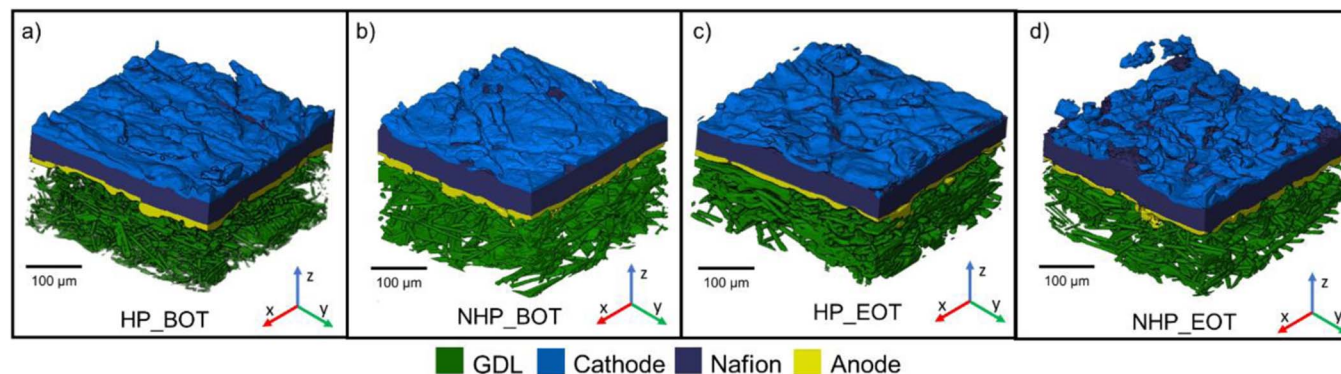 a)
b)
c)
d)
z
z
z
z
100 µm
100 µm
100 µm
100 µm
x
y
x
y
x
y
x
y
HP_BOT
NHP_BOT
HP_EOT
NHP_EOT
GDL
Cathode
Nafion
Anode